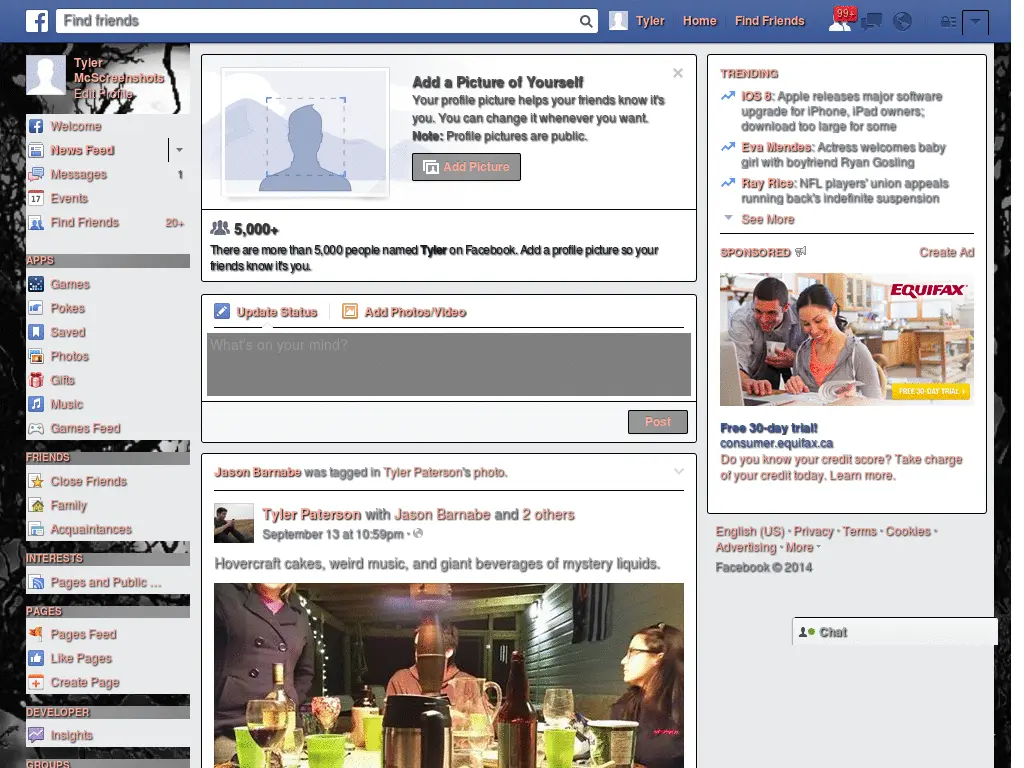 Find friends
Tyler
Home
Find Friends
99+
Tyler
McScreenshots
Edit Profile
Welcome
News Feed
Messages
1
17
Events
Find Friends
20+
APPS
Games
Pokes
Saved
Photos
Gifts
Music
Games Feed
FRIENDS
Close Friends
Family
Acquaintances
INTERESTS
Pages and Public ...
PAGES
Pages Feed
Like Pages
Create Page
DEVELOPER
Insights
GROUPS
Add a Picture of Yourself
Your profile picture helps your friends know it's
you. You can change it whenever you want.
Note: Profile pictures are public.
Add Picture
5,000+
There are more than 5,000 people named Tyler on Facebook. Add a profile picture so your
friends know it's you.
Update Status
Add Photos/Video
What's on your mind?
Post
Jason Barnabe was tagged in Tyler Paterson's photo.
Tyler Paterson with Jason Barnabe and 2 others
September 13 at 10:59pm ·
Hovercraft cakes, weird music, and giant beverages of mystery liquids.
TRENDING
iOS 8: Apple releases major software
upgrade for iPhone, iPad owners;
download too large for some
Eva Mendes: Actress welcomes baby
girl with boyfriend Ryan Gosling
Ray Rice: NFL players' union appeals
running back's indefinite suspension
See More
SPONSORED
Create Ad
EQUIFAX
FREE 30-DAY TRIAL
Free 30-day trial!
consumer.equifax.ca
Do you know your credit score? Take charge
of your credit today. Learn more.
English (US) · Privacy · Terms · Cookies ·
Advertising · More
Facebook © 2014
Chat